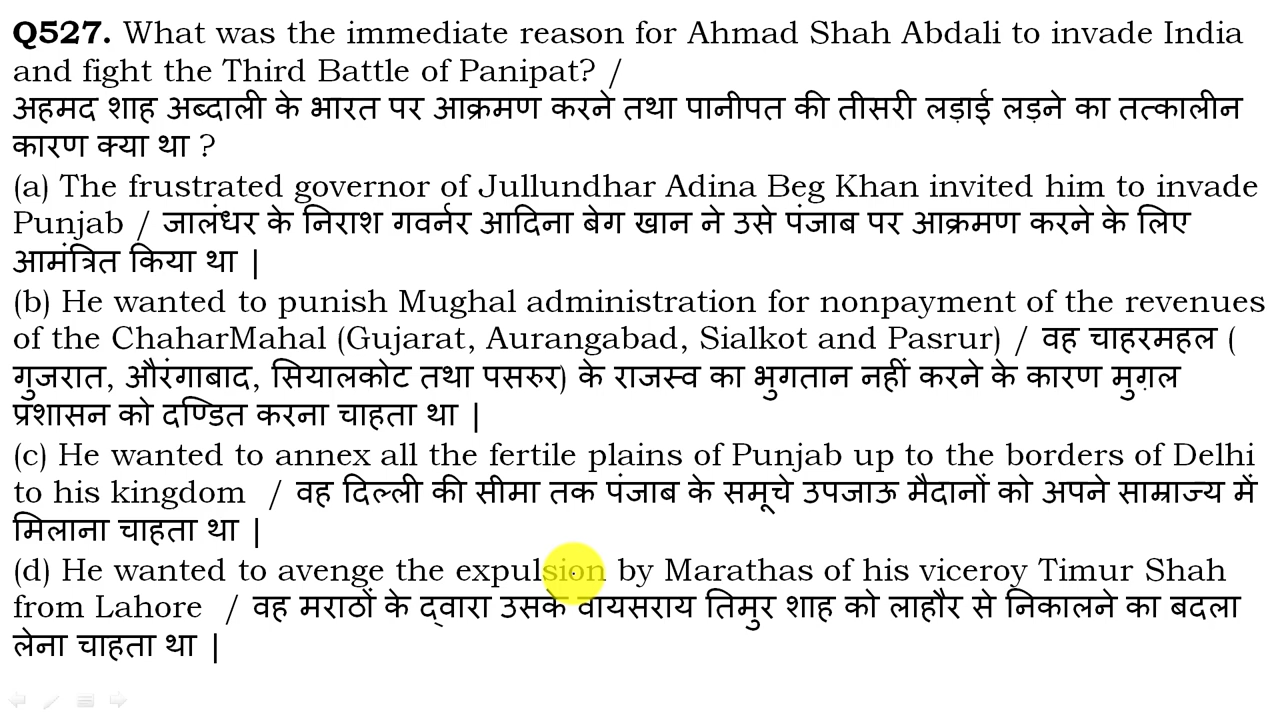 Q527. What was the immediate reason for Ahmad Shah Abdali to invade India
and fight the Third Battle of Panipat? /
अहमद शाह अब्दाली के भारत पर आक्रमण करने तथा पानीपत की तीसरी लड़ाई लड़ने का तत्कालीन
कारण क्या था ?
(a) The frustrated governor of Jullundhar Adina Beg Khan invited him to invade
Punjab / जालंधर के निराश गवर्नर आदिना बेग खान ने उसे पंजाब पर आक्रमण करने के लिए
आमंत्रित किया था |
(b) He wanted to punish Mughal administration for nonpayment of the revenues
of the ChaharMahal (Gujarat, Aurangabad, Sialkot and Pasrur) / वह चाहरमहल (
गुजरात, औरंगाबाद, सियालकोट तथा पसरुर) के राजस्व का भुगतान नहीं करने के कारण मुग़ल
प्रशासन को दण्डित करना चाहता था |
(c) He wanted to annex all the fertile plains of Punjab up to the borders of Delhi
to his kingdom / वह दिल्ली की सीमा तक पंजाब के समूचे उपजाऊ मैदानों को अपने साम्राज्य में
मिलाना चाहता था |
(d) He wanted to avenge the expulsion by Marathas of his viceroy Timur Shah
from Lahore / वह मराठों के द्वारा उसके वायसराय तिमुर शाह को लाहौर से निकालने का बदला
लेना चाहता था |